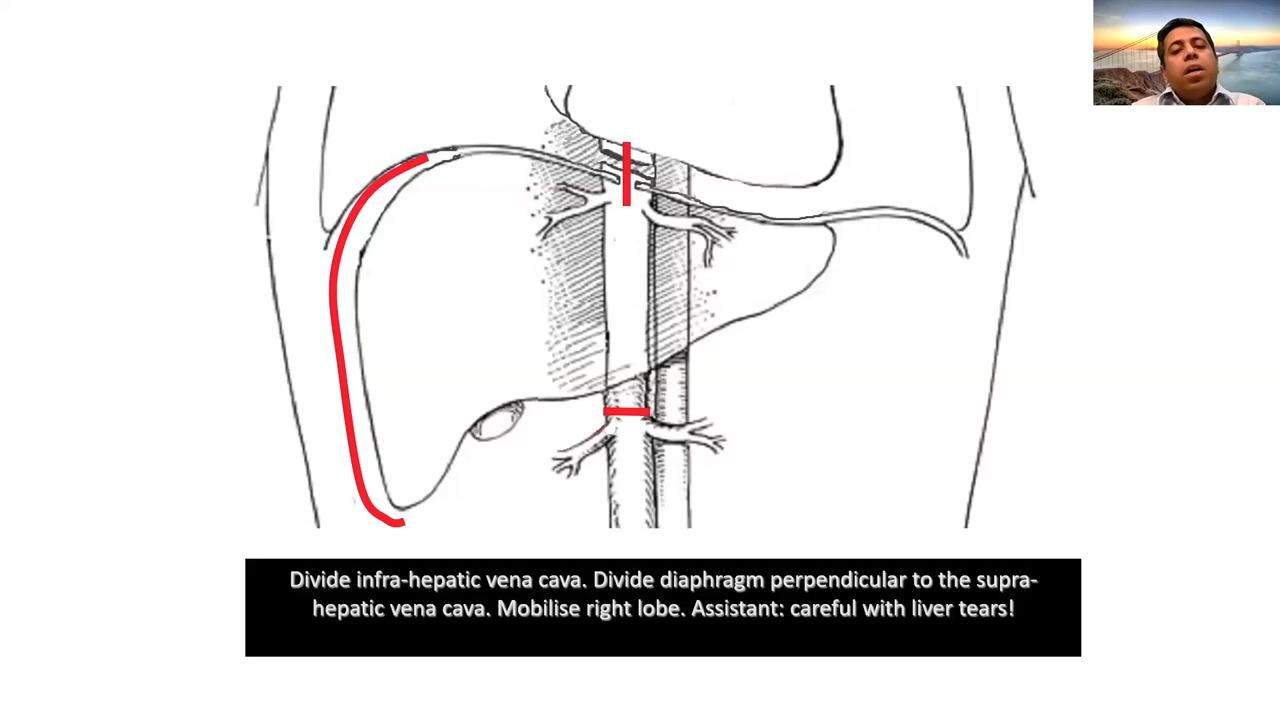 Divide infra-hepatic vena cava. Divide diaphragm perpendicular to the supra-
hepatic vena cava. Mobilise right lobe. Assistant: careful with liver tears!